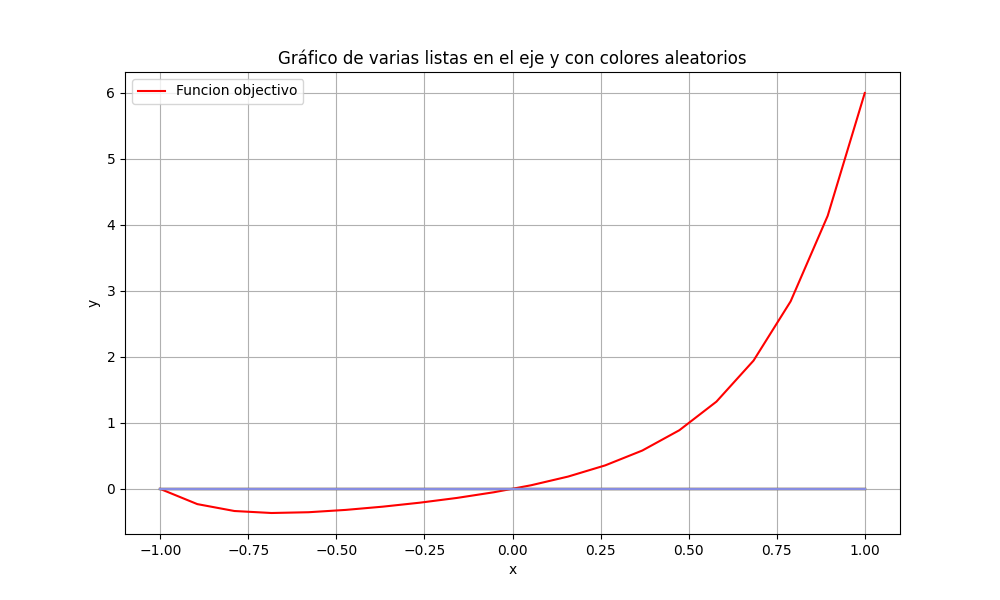 Gráfico de varias listas en el eje y con colores aleatorios
Funcion objectivo
6
5
4
3
2
1
0
y
−1.00 −0.75 −0.50 −0.25 0.00 0.25 0.50 0.75 1.00
x